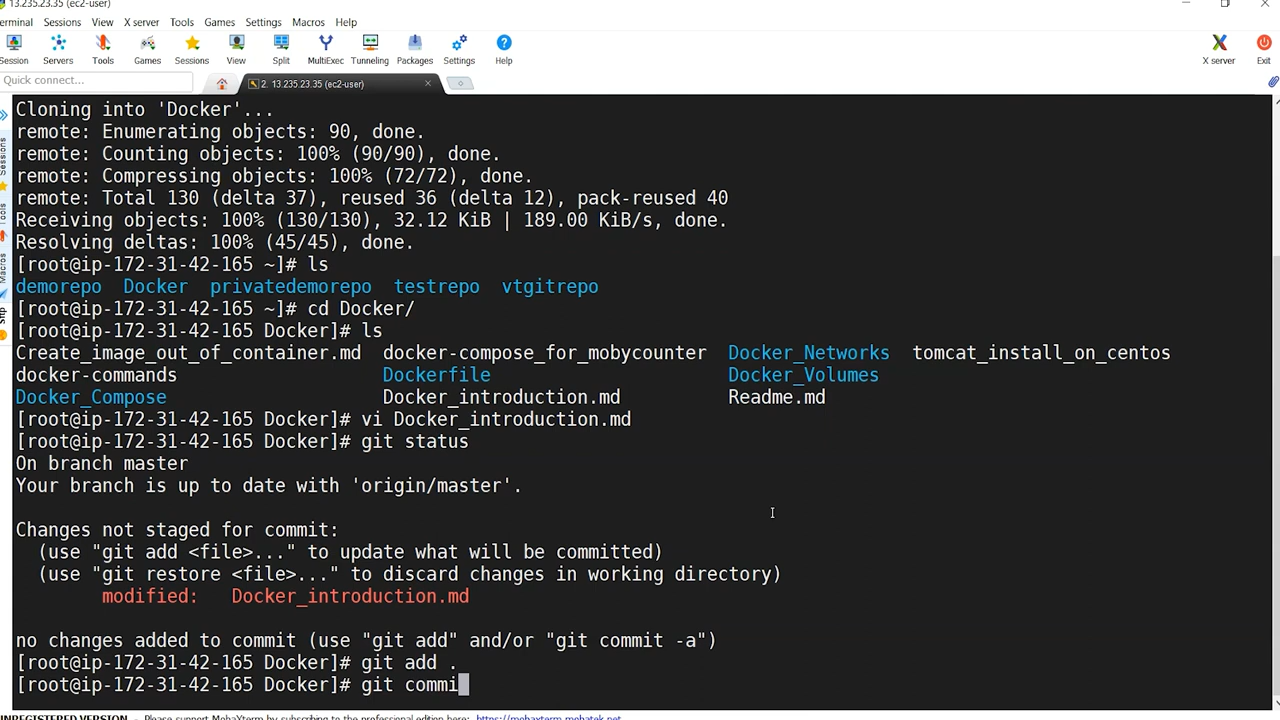 13.235.23.35 (ec2-user)
erminal Sessions View X server Tools Games Settings Macros Help
Session Servers Tools Games Sessions View Split MultiExec Tunneling Packages Settings Help X server Exit
Quick connect... 2. 13.235.23.35 (ec2-user)
Sessions
Tools
Macros
Sftp
Cloning into 'Docker'...
remote: Enumerating objects: 90, done.
remote: Counting objects: 100% (90/90), done.
remote: Compressing objects: 100% (72/72), done.
remote: Total 130 (delta 37), reused 36 (delta 12), pack-reused 40
Receiving objects: 100% (130/130), 32.12 KiB | 189.00 KiB/s, done.
Resolving deltas: 100% (45/45), done.
[root@ip-172-31-42-165 ~]# ls
demorepo Docker privatedemorepo testrepo vtgitrepo
[root@ip-172-31-42-165 ~]# cd Docker/
[root@ip-172-31-42-165 Docker]# ls
Create_image_out_of_container.md docker-compose_for_mobycounter Docker_Networks tomcat_install_on_centos
docker-commands Dockerfile Docker_Volumes
Docker_Compose Docker_introduction.md Readme.md
[root@ip-172-31-42-165 Docker]# vi Docker_introduction.md
[root@ip-172-31-42-165 Docker]# git status
On branch master
Your branch is up to date with 'origin/master'.
Changes not staged for commit:
(use "git add <file>..." to update what will be committed)
(use "git restore <file>..." to discard changes in working directory)
modified: Docker_introduction.md
no changes added to commit (use "git add" and/or "git commit -a")
[root@ip-172-31-42-165 Docker]# git add .
[root@ip-172-31-42-165 Docker]# git commi
UNREGISTERED VERSION - Please support MobaXterm by subscribing to the professional edition here: https://mobaxterm.mobatek.net